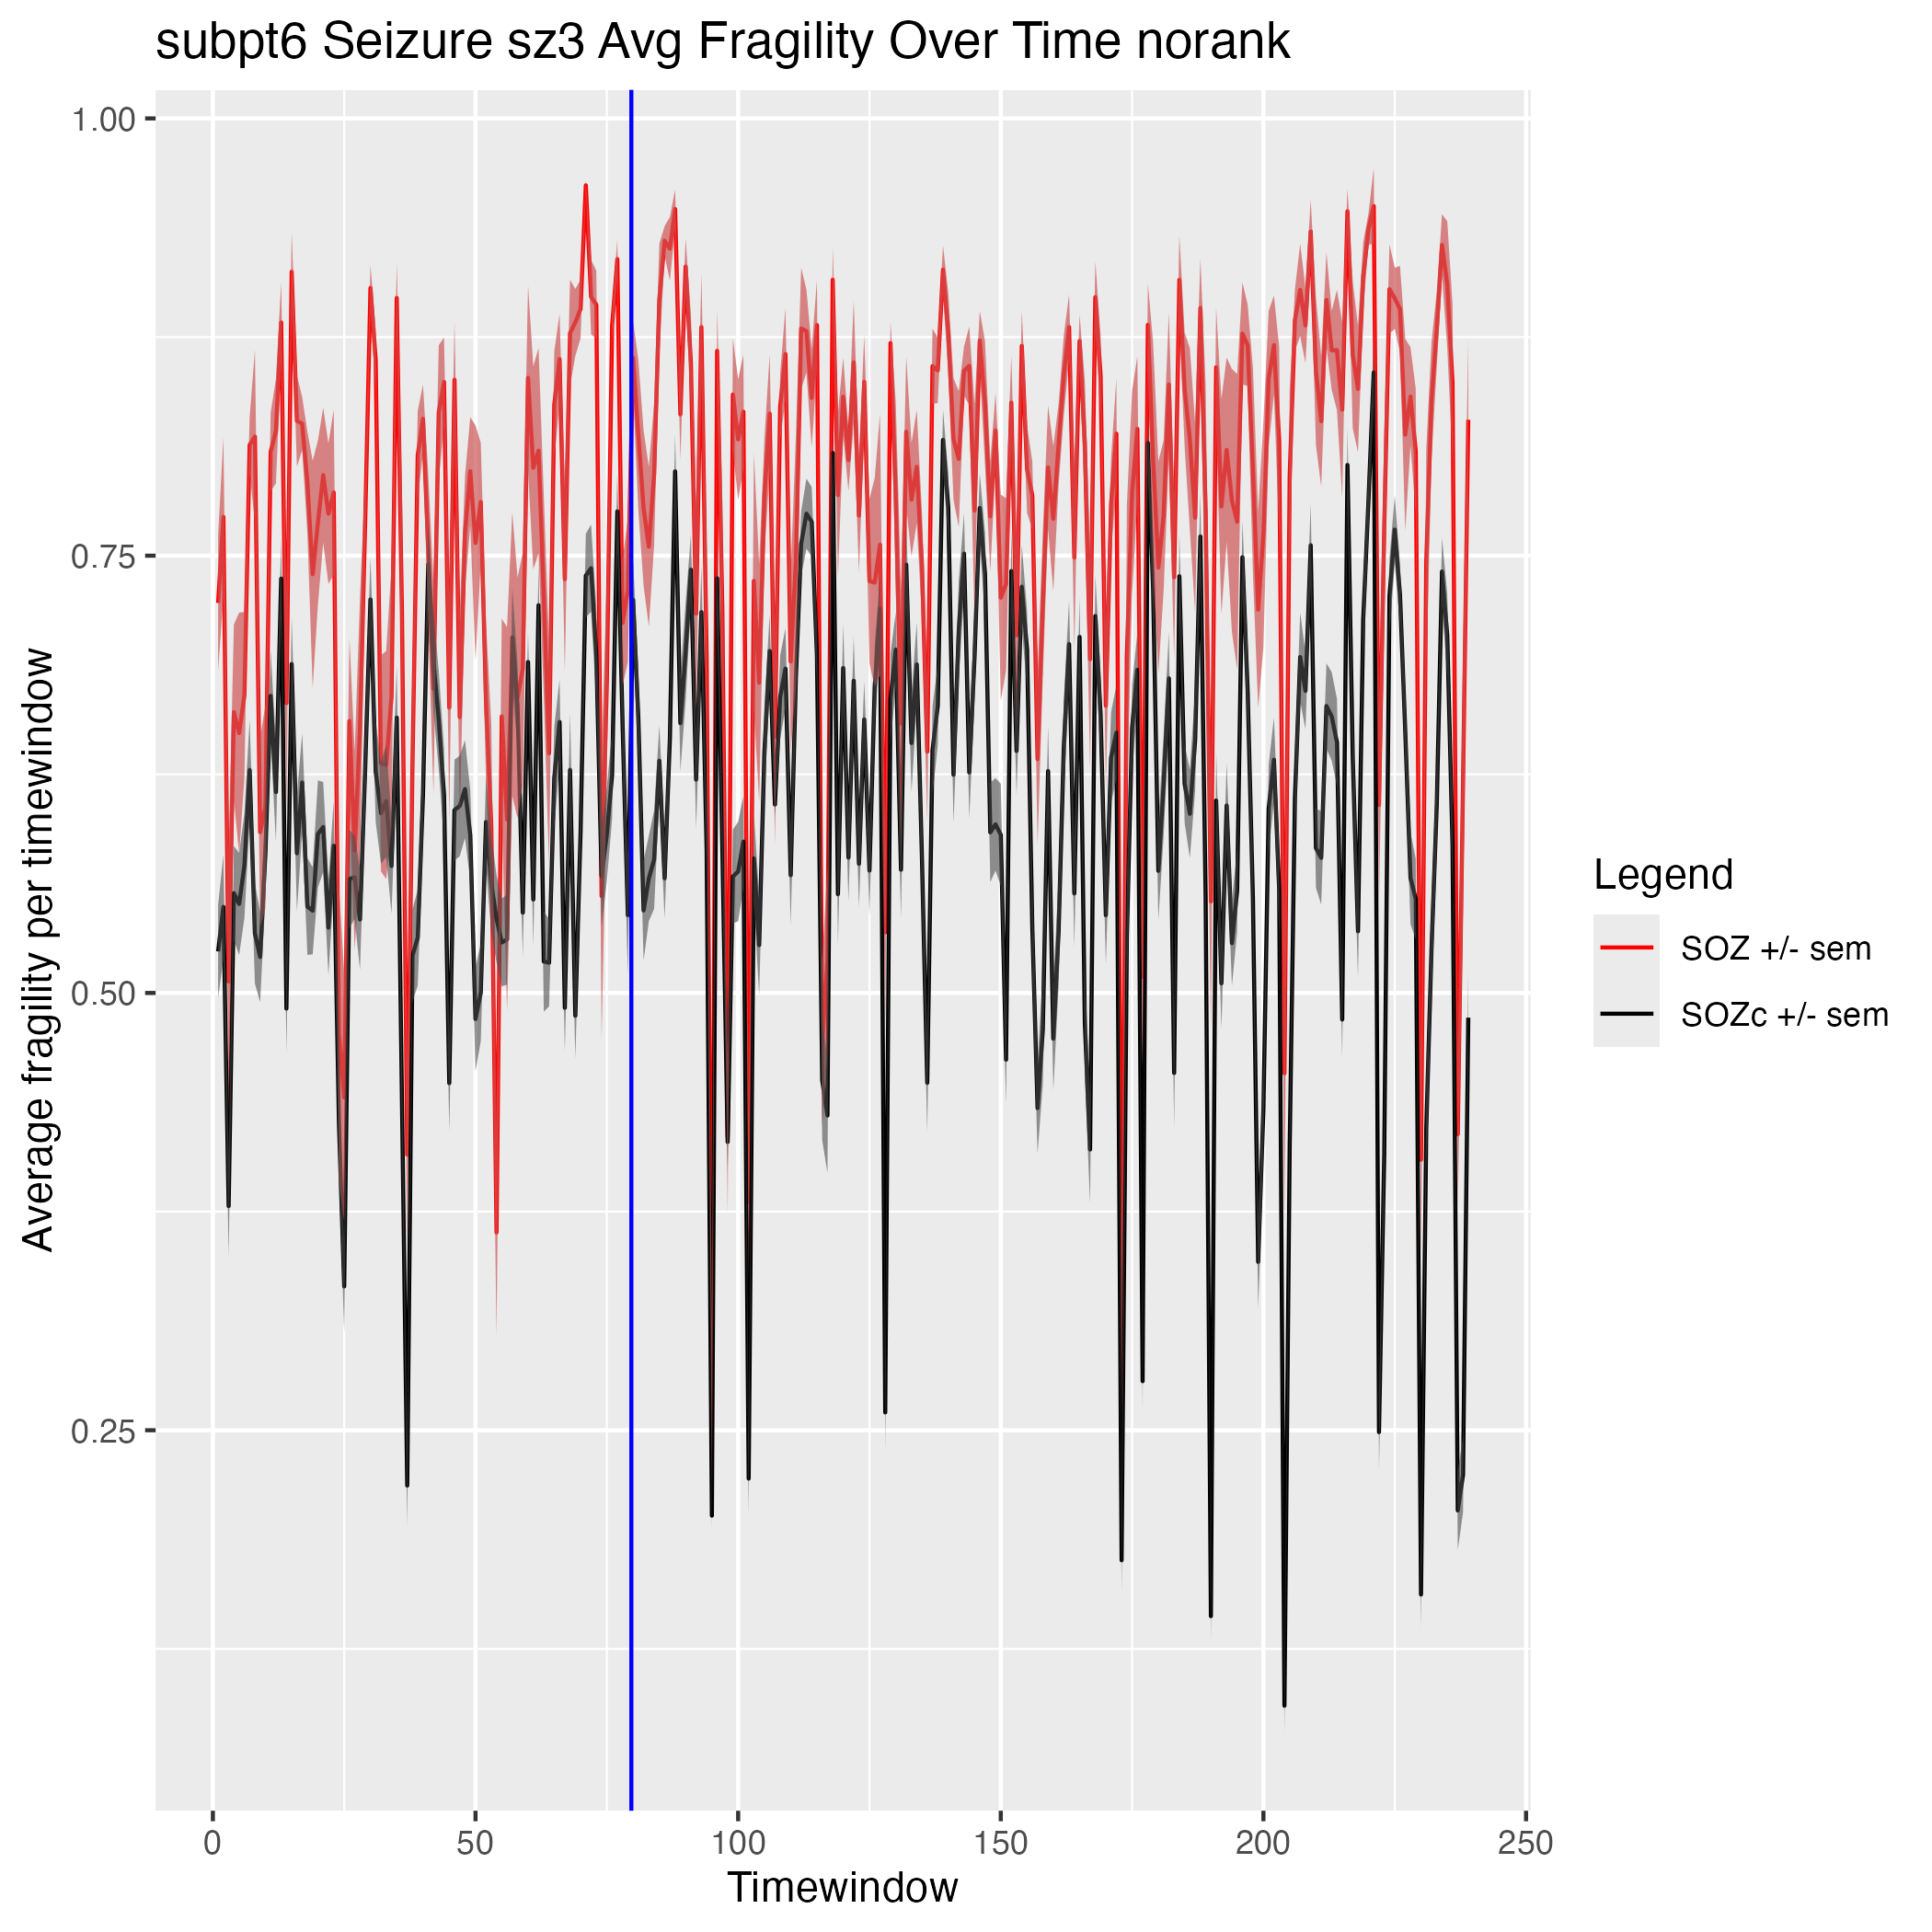 subpt6 Seizure sz3 Avg Fragility Over Time norank
1.00
0.75
0.50
0.25
Average fragility per timewindow
0 50 100 150 200 250
Timewindow
Legend
SOZ +/- sem
SOZc +/- sem